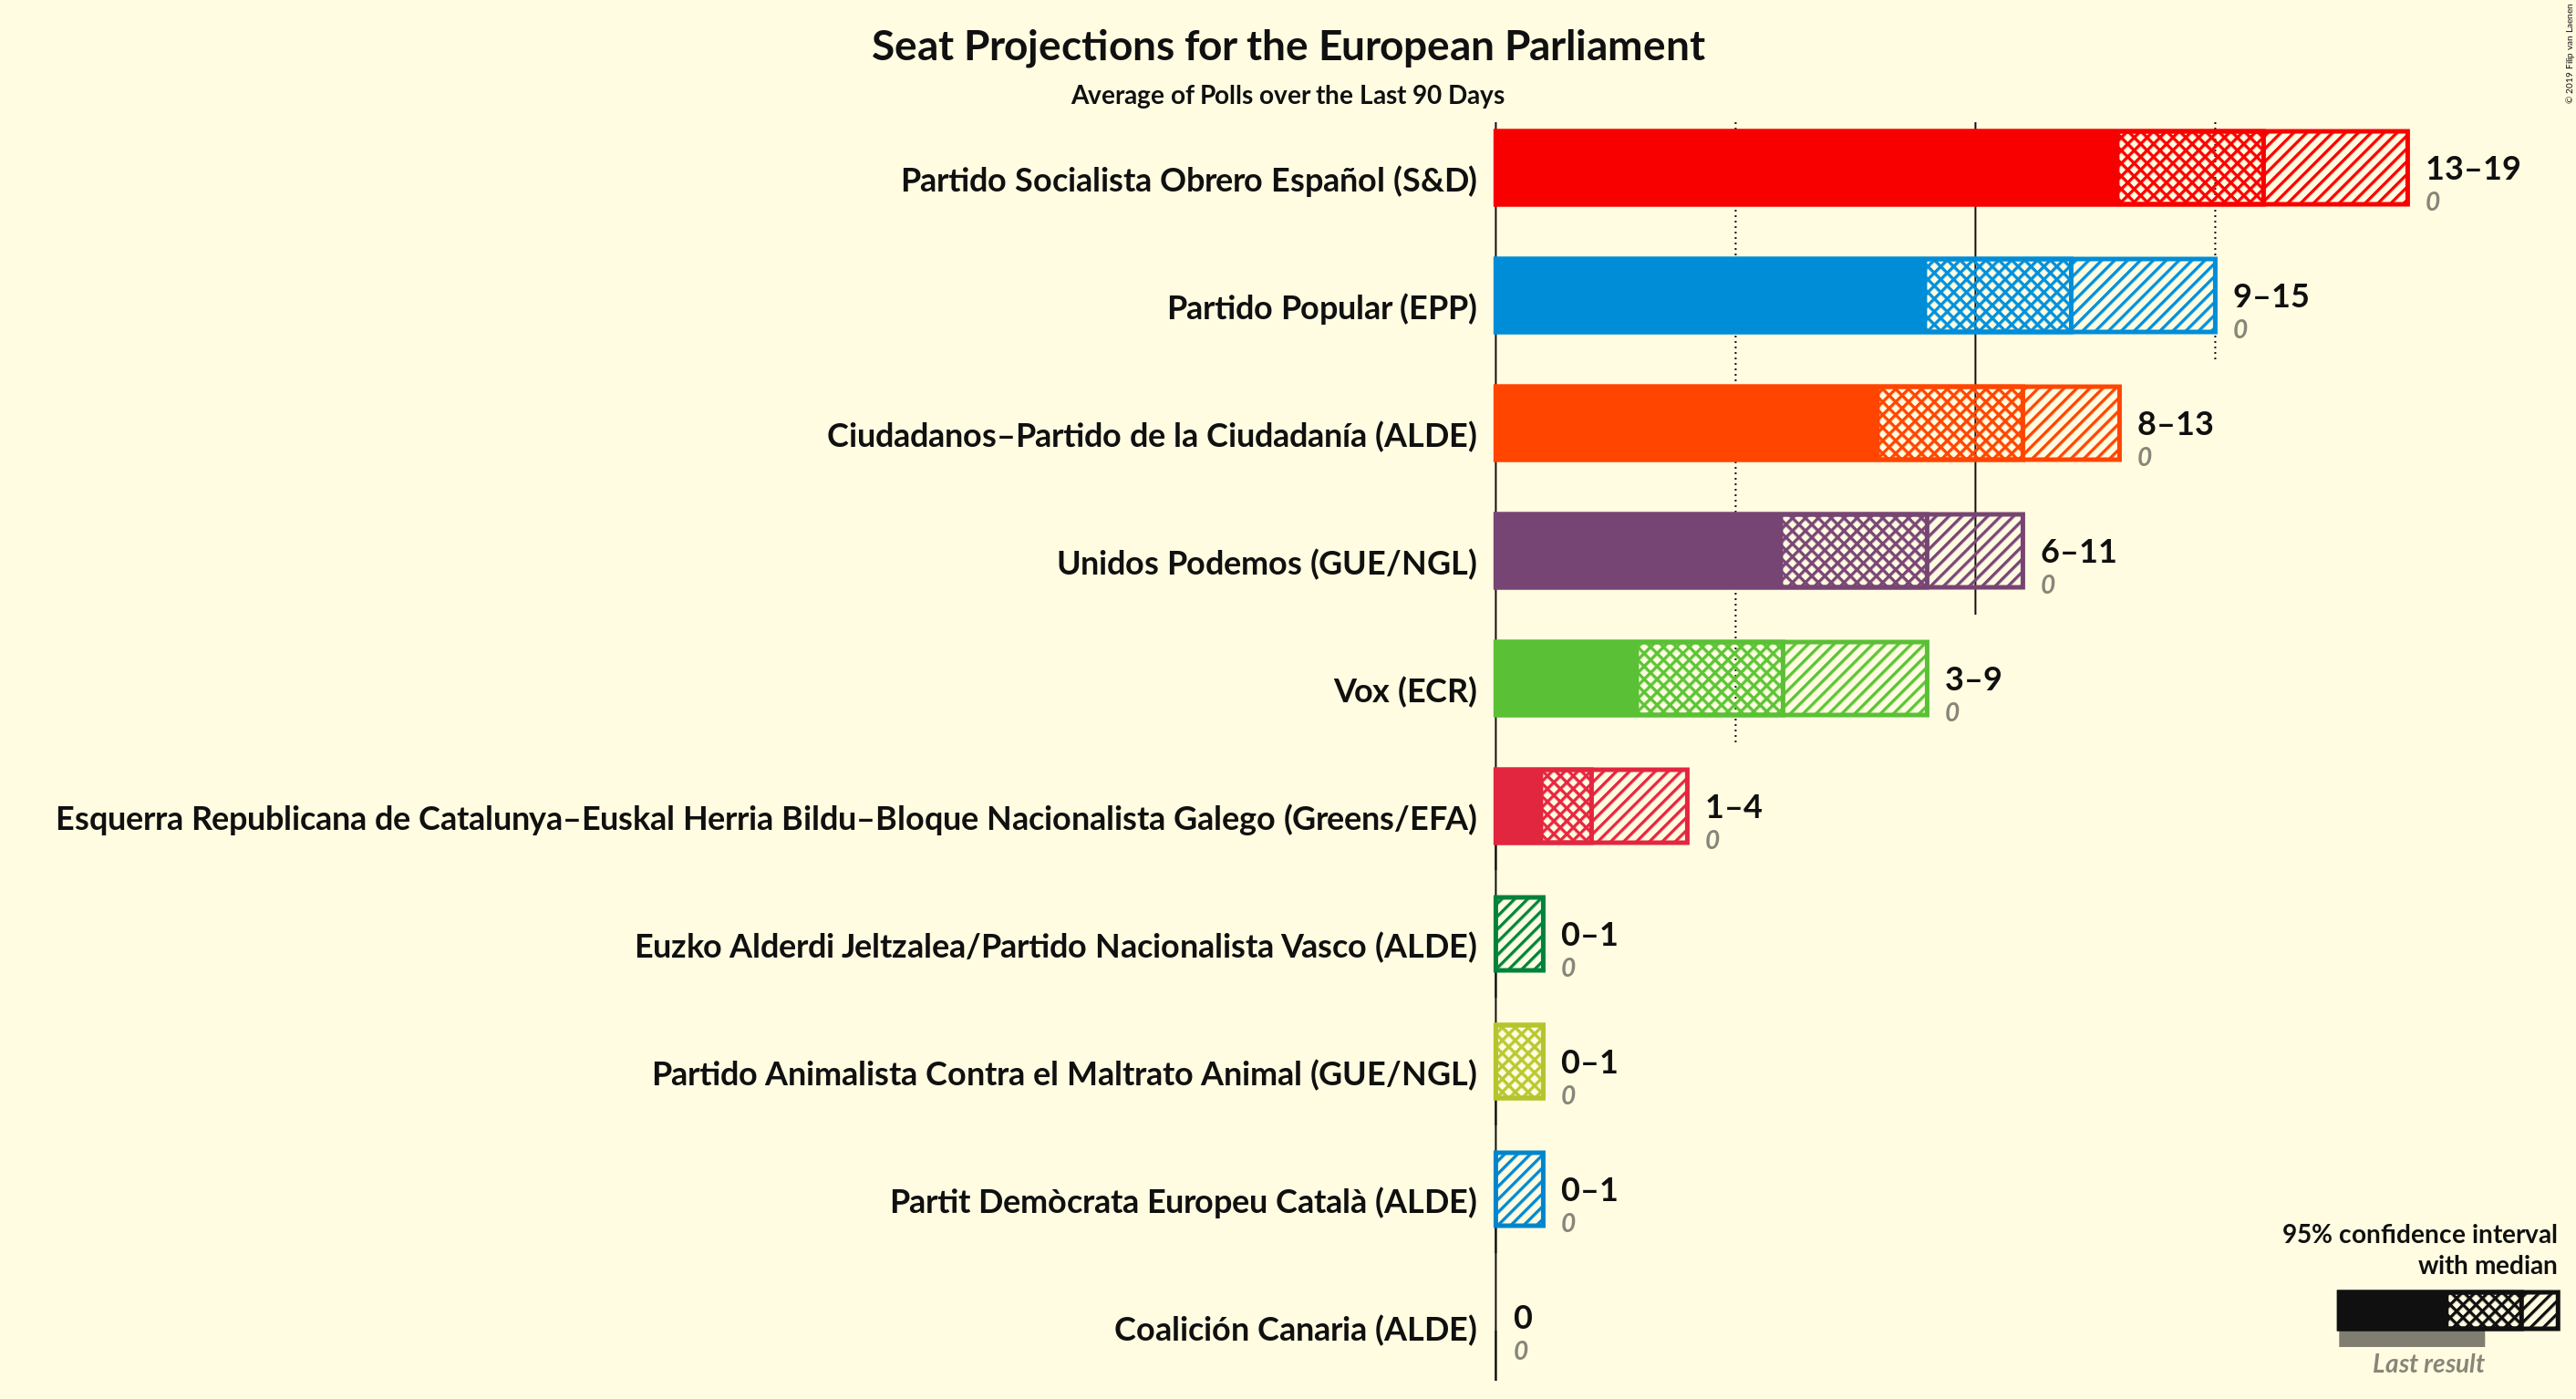 Seat Projections for the European Parliament
Average of Polls over the Last 90 Days
© 2019 Filip van Laenen
Partido Socialista Obrero Español (S&D)
13–19
0
Partido Popular (EPP)
9–15
0
Ciudadanos–Partido de la Ciudadanía (ALDE)
8–13
0
Unidos Podemos (GUE/NGL)
6–11
0
Vox (ECR)
3–9
0
Esquerra Republicana de Catalunya–Euskal Herria Bildu–Bloque Nacionalista Galego (Greens/EFA)
1–4
0
Euzko Alderdi Jeltzalea/Partido Nacionalista Vasco (ALDE)
0–1
0
Partido Animalista Contra el Maltrato Animal (GUE/NGL)
0–1
0
Partit Demòcrata Europeu Català (ALDE)
0–1
0
Coalición Canaria (ALDE)
0
0
95% confidence interval
with median
Last result